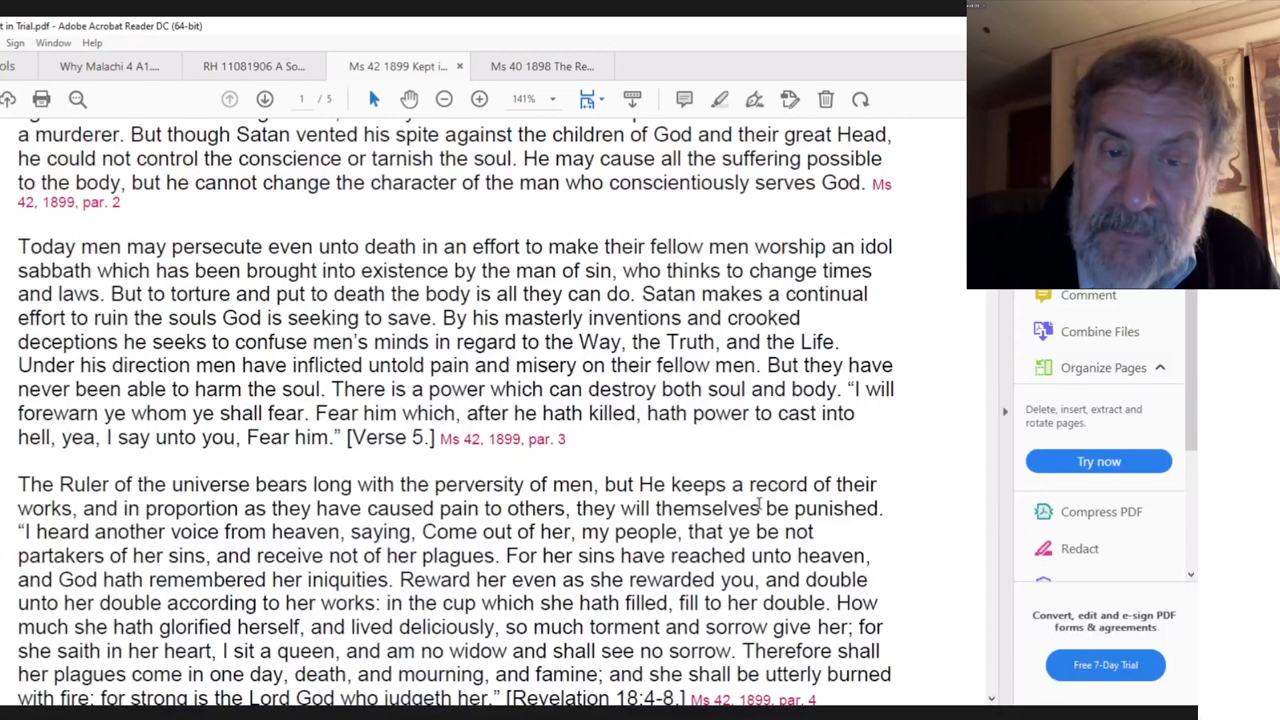 t in Trial.pdf - Adobe Acrobat Reader DC (64-bit)
Sign Window Help
ols Why Malachi 4 A1.... RH 11081906 A So... Ms 42 1899 Kept i... × Ms 40 1898 The Re...
1 / 5 141%
a murderer. But though Satan vented his spite against the children of God and their great Head,
he could not control the conscience or tarnish the soul. He may cause all the suffering possible
to the body, but he cannot change the character of the man who conscientiously serves God. Ms
42, 1899, par. 2
Today men may persecute even unto death in an effort to make their fellow men worship an idol
sabbath which has been brought into existence by the man of sin, who thinks to change times
and laws. But to torture and put to death the body is all they can do. Satan makes a continual
effort to ruin the souls God is seeking to save. By his masterly inventions and crooked
deceptions he seeks to confuse men’s minds in regard to the Way, the Truth, and the Life.
Under his direction men have inflicted untold pain and misery on their fellow men. But they have
never been able to harm the soul. There is a power which can destroy both soul and body. “I will
forewarn ye whom ye shall fear. Fear him which, after he hath killed, hath power to cast into
hell, yea, I say unto you, Fear him.” [Verse 5.] Ms 42, 1899, par. 3
The Ruler of the universe bears long with the perversity of men, but He keeps a record of their
works, and in proportion as they have caused pain to others, they will themselves be punished.
“I heard another voice from heaven, saying, Come out of her, my people, that ye be not
partakers of her sins, and receive not of her plagues. For her sins have reached unto heaven,
and God hath remembered her iniquities. Reward her even as she rewarded you, and double
unto her double according to her works: in the cup which she hath filled, fill to her double. How
much she hath glorified herself, and lived deliciously, so much torment and sorrow give her; for
she saith in her heart, I sit a queen, and am no widow and shall see no sorrow. Therefore shall
her plagues come in one day, death, and mourning, and famine; and she shall be utterly burned
with fire: for strong is the Lord God who judgeth her.” [Revelation 18:4-8.] Ms 42, 1899, par. 4
Comment
Combine Files
Organize Pages
Delete, insert, extract and
rotate pages.
Try now
Compress PDF
Redact
Convert, edit and e-sign PDF
forms & agreements
Free 7-Day Trial